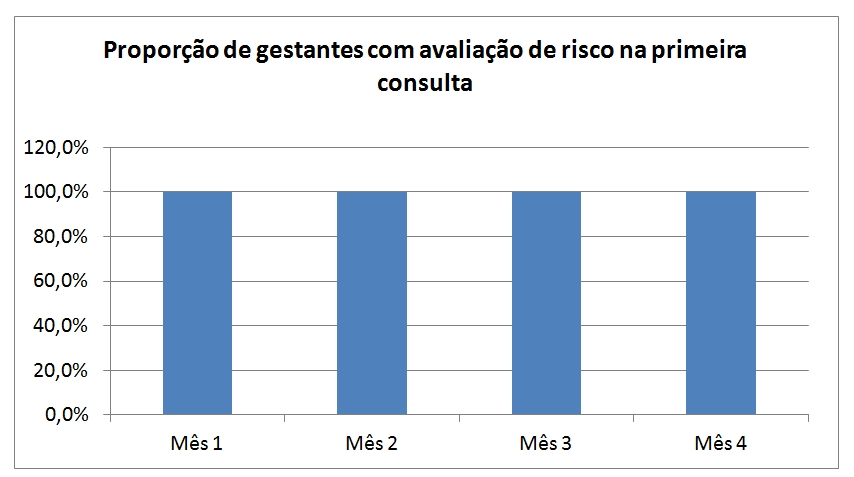 Proporção de gestantes com avaliação de risco na primeira
consulta
120,0%
100,0%
80,0%
60,0%
40,0%
20,0%
0,0%
Mês 1
Mês 2
Mês 3
Mês 4